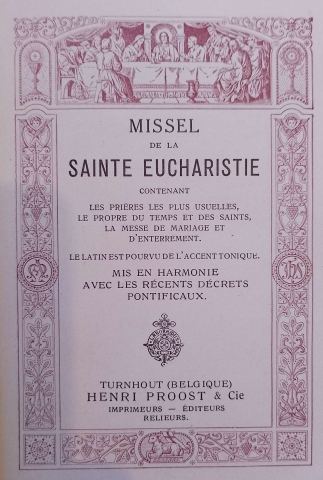 MISSEL
DE LA
SAINTE EUCHARISTIE
CONTENANT
LES PRIÈRES LES PLUS USUELLES,
LE PROPRE DU TEMPS ET DES SAINTS,
LA MESSE DE MARIAGE ET
D'ENTERREMENT.
LE LATIN EST POURVU DE L'ACCENT TONIQUE.
MIS EN HARMONIE
AVEC LES RÉCENTS DÉCRETS
PONTIFICAUX.
TURNHOUT (BELGIQUE)
HENRI PROOST & Cie
IMPRIMEURS — ÉDITEURS
RELIEURS.